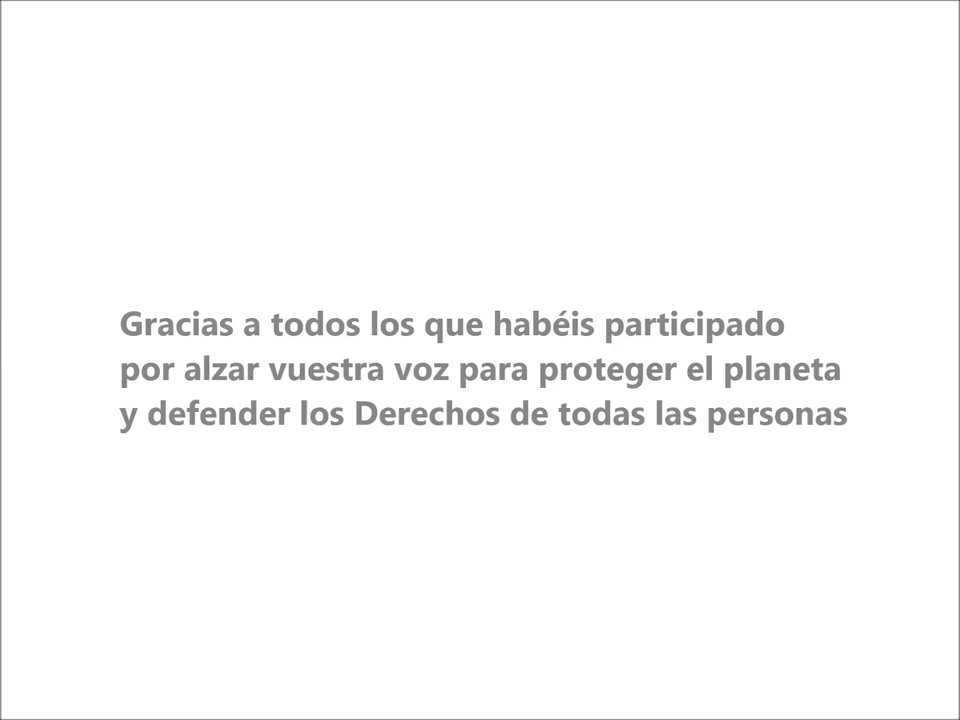 Gracias a todos los que habéis participado
por alzar vuestra voz para proteger el planeta
y defender los Derechos de todas las personas